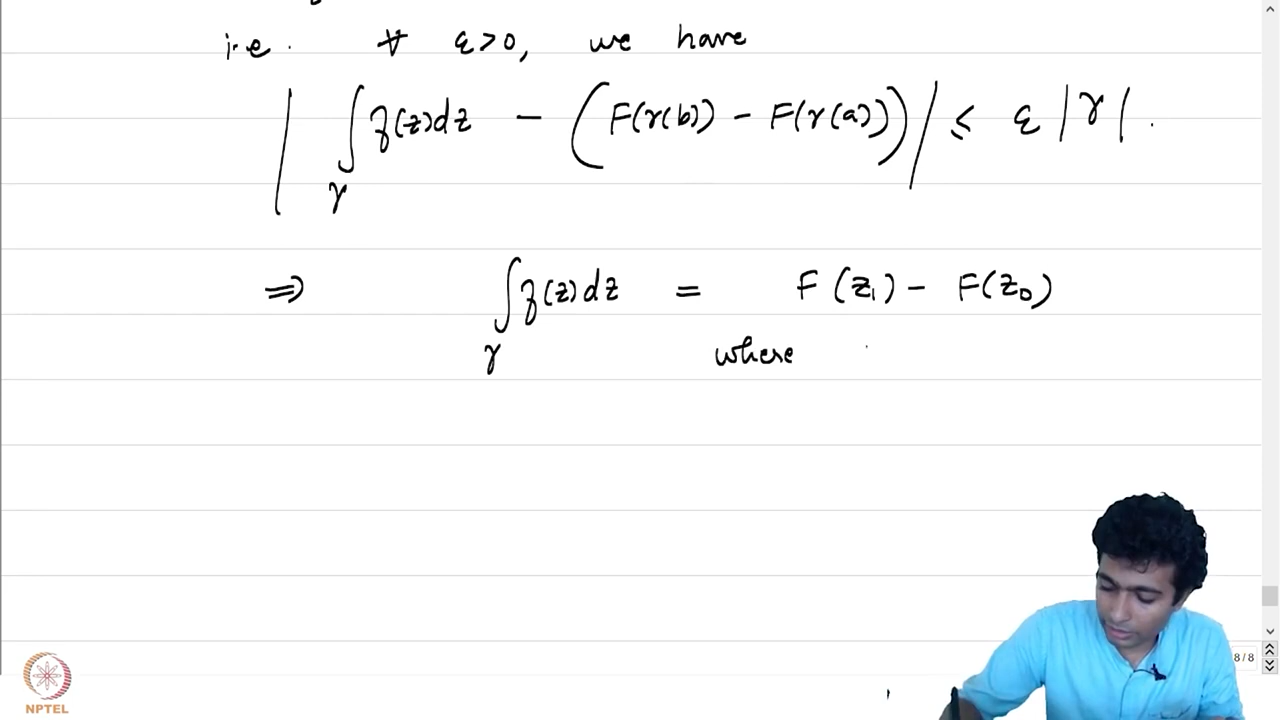 i.e. ∀ ε>0, we have
| ∫_γ f(z)dz − (F(γ(b)) − F(γ(a))) | ≤ ε |γ| .
⇒ ∫_γ f(z)dz = F(z₁) − F(z₀)
where
8/8
NPTEL